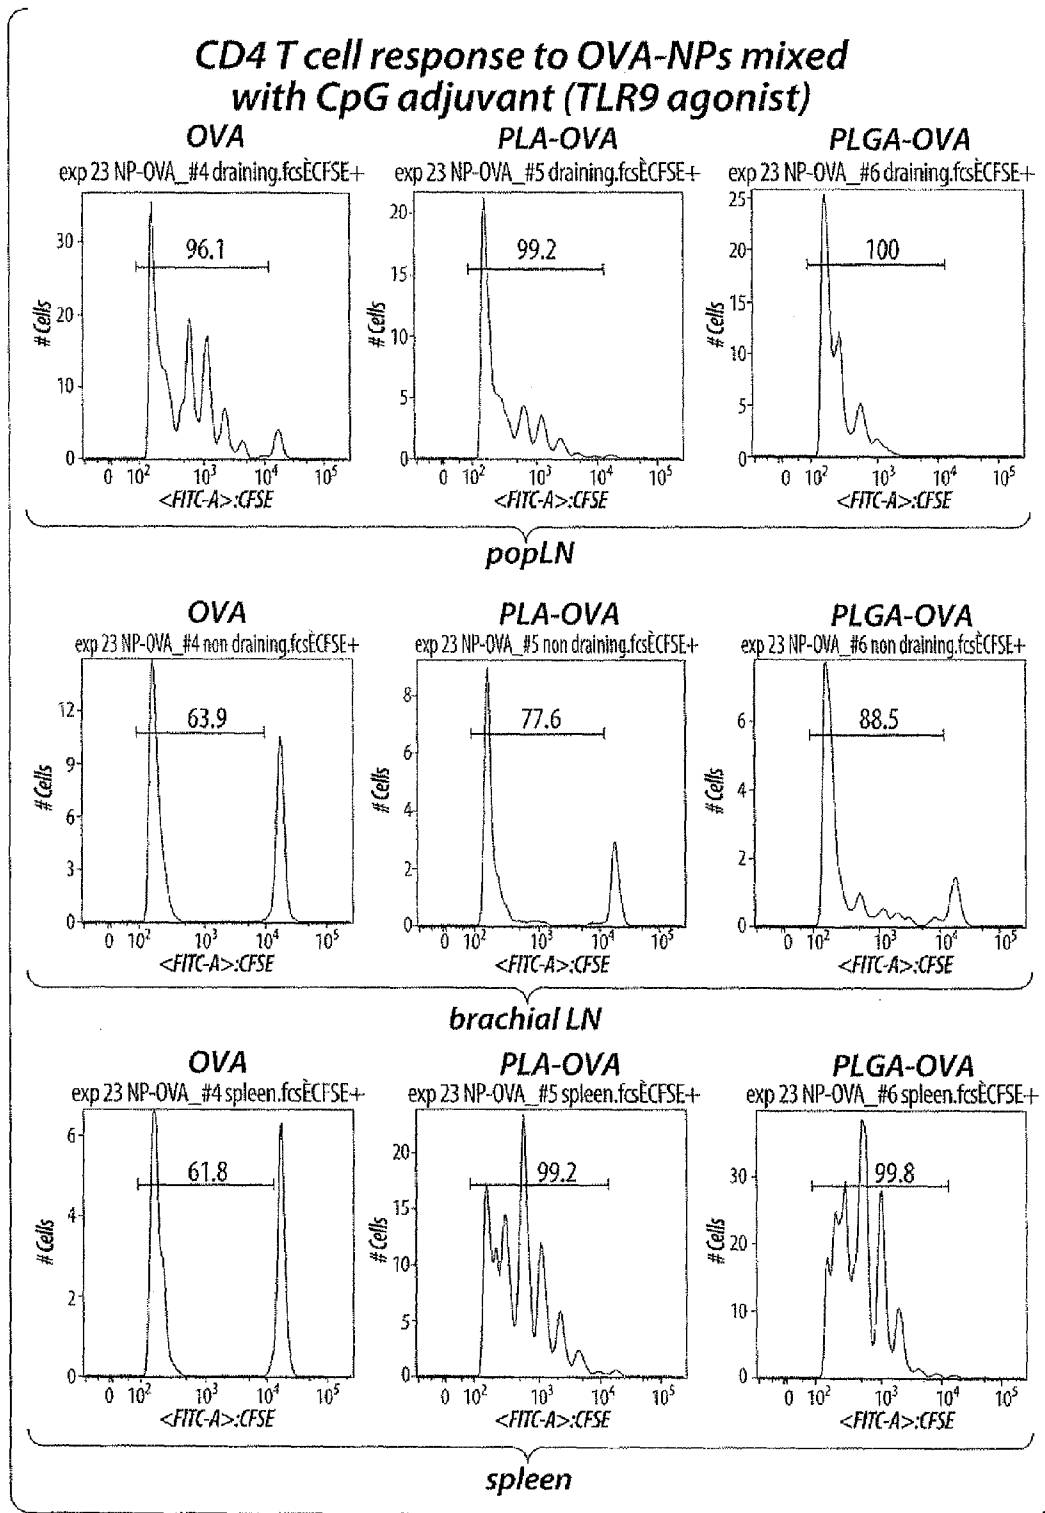 CD4 T cell response to OVA-NPs mixed
with CpG adjuvant (TLR9 agonist)
OVA
exp 23 NP-OVA_#4 draining.fcsÈCFSE+
96.1
# Cells
30
20
10
0
0 10² 10³ 10⁴ 10⁵
<FITC-A>:CFSE
PLA-OVA
exp 23 NP-OVA_#5 draining.fcsÈCFSE+
99.2
# Cells
20
15
10
5
0
0 10² 10³ 10⁴ 10⁵
<FITC-A>:CFSE
PLGA-OVA
exp 23 NP-OVA_#6 draining.fcsÈCFSE+
100
# Cells
25
20
15
10
5
0
0 10² 10³ 10⁴ 10⁵
<FITC-A>:CFSE
popLN
OVA
exp 23 NP-OVA_#4 non draining.fcsÈCFSE+
63.9
# Cells
12
9
6
3
0
0 10² 10³ 10⁴ 10⁵
<FITC-A>:CFSE
PLA-OVA
exp 23 NP-OVA_#5 non draining.fcsÈCFSE+
77.6
# Cells
8
6
4
2
0
0 10² 10³ 10⁴ 10⁵
<FITC-A>:CFSE
PLGA-OVA
exp 23 NP-OVA_#6 non draining.fcsÈCFSE+
88.5
# Cells
6
4
2
0
0 10² 10³ 10⁴ 10⁵
<FITC-A>:CFSE
brachial LN
OVA
exp 23 NP-OVA_#4 spleen.fcsÈCFSE+
61.8
# Cells
6
4
2
0
0 10² 10³ 10⁴ 10⁵
<FITC-A>:CFSE
PLA-OVA
exp 23 NP-OVA_#5 spleen.fcsÈCFSE+
99.2
# Cells
20
15
10
5
0
0 10² 10³ 10⁴ 10⁵
<FITC-A>:CFSE
PLGA-OVA
exp 23 NP-OVA_#6 spleen.fcsÈCFSE+
99.8
# Cells
30
20
10
0
0 10² 10³ 10⁴ 10⁵
<FITC-A>:CFSE
spleen